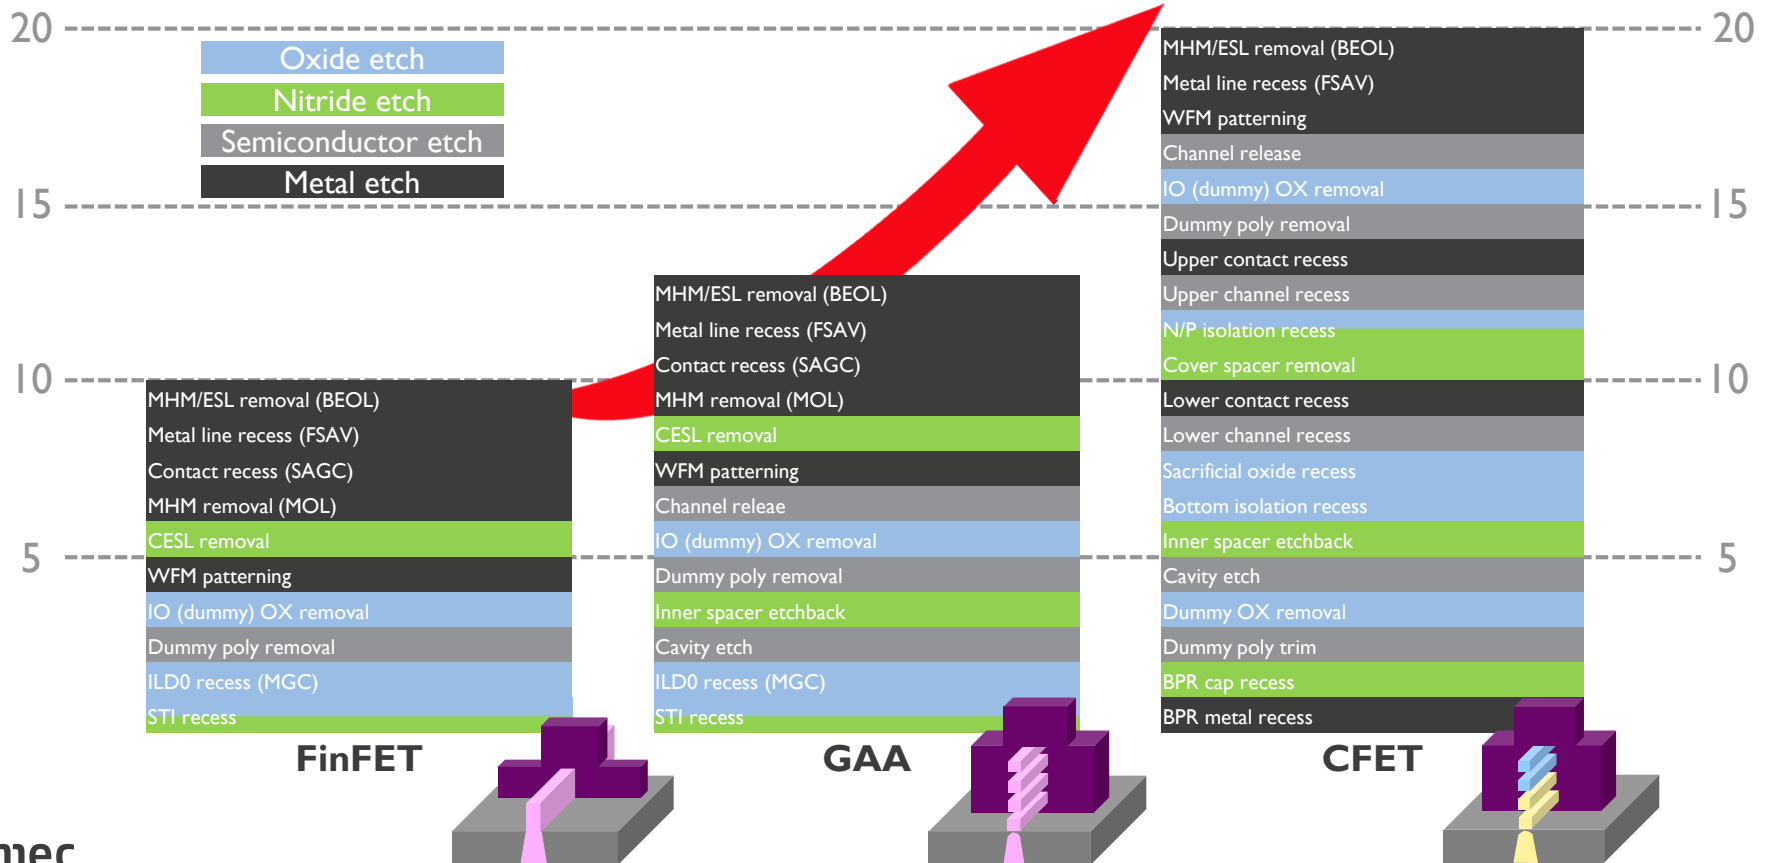 20
20
15
15
10
10
5
5
Oxide etch
Nitride etch
Semiconductor etch
Metal etch
MHM/ESL removal (BEOL)
Metal line recess (FSAV)
Contact recess (SAGC)
MHM removal (MOL)
CESL removal
WFM patterning
IO (dummy) OX removal
Dummy poly removal
ILD0 recess (MGC)
STI recess
FinFET
MHM/ESL removal (BEOL)
Metal line recess (FSAV)
Contact recess (SAGC)
MHM removal (MOL)
CESL removal
WFM patterning
Channel releae
IO (dummy) OX removal
Dummy poly removal
Inner spacer etchback
Cavity etch
ILD0 recess (MGC)
STI recess
GAA
MHM/ESL removal (BEOL)
Metal line recess (FSAV)
WFM patterning
Channel release
IO (dummy) OX removal
Dummy poly removal
Upper contact recess
Upper channel recess
N/P isolation recess
Cover spacer removal
Lower contact recess
Lower channel recess
Sacrificial oxide recess
Bottom isolation recess
Inner spacer etchback
Cavity etch
Dummy OX removal
Dummy poly trim
BPR cap recess
BPR metal recess
CFET